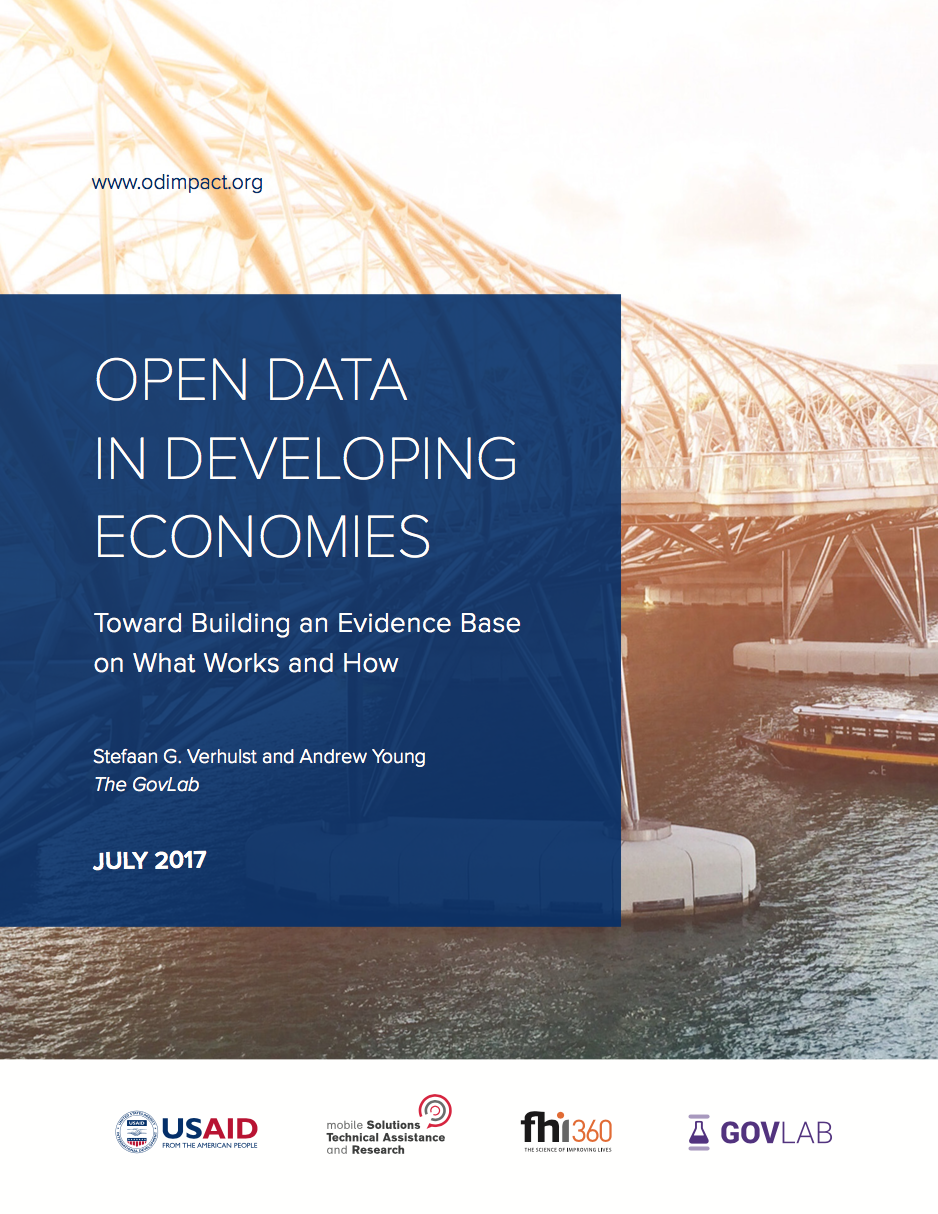 www.odimpact.org
OPEN DATA
IN DEVELOPING
ECONOMIES
Toward Building an Evidence Base
on What Works and How
Stefaan G. Verhulst and Andrew Young
The GovLab
JULY 2017
USAID
USAID
FROM THE AMERICAN PEOPLE
mobile Solutions
Technical Assistance
and Research
fhi360
THE SCIENCE OF IMPROVING LIVES
GOVLAB